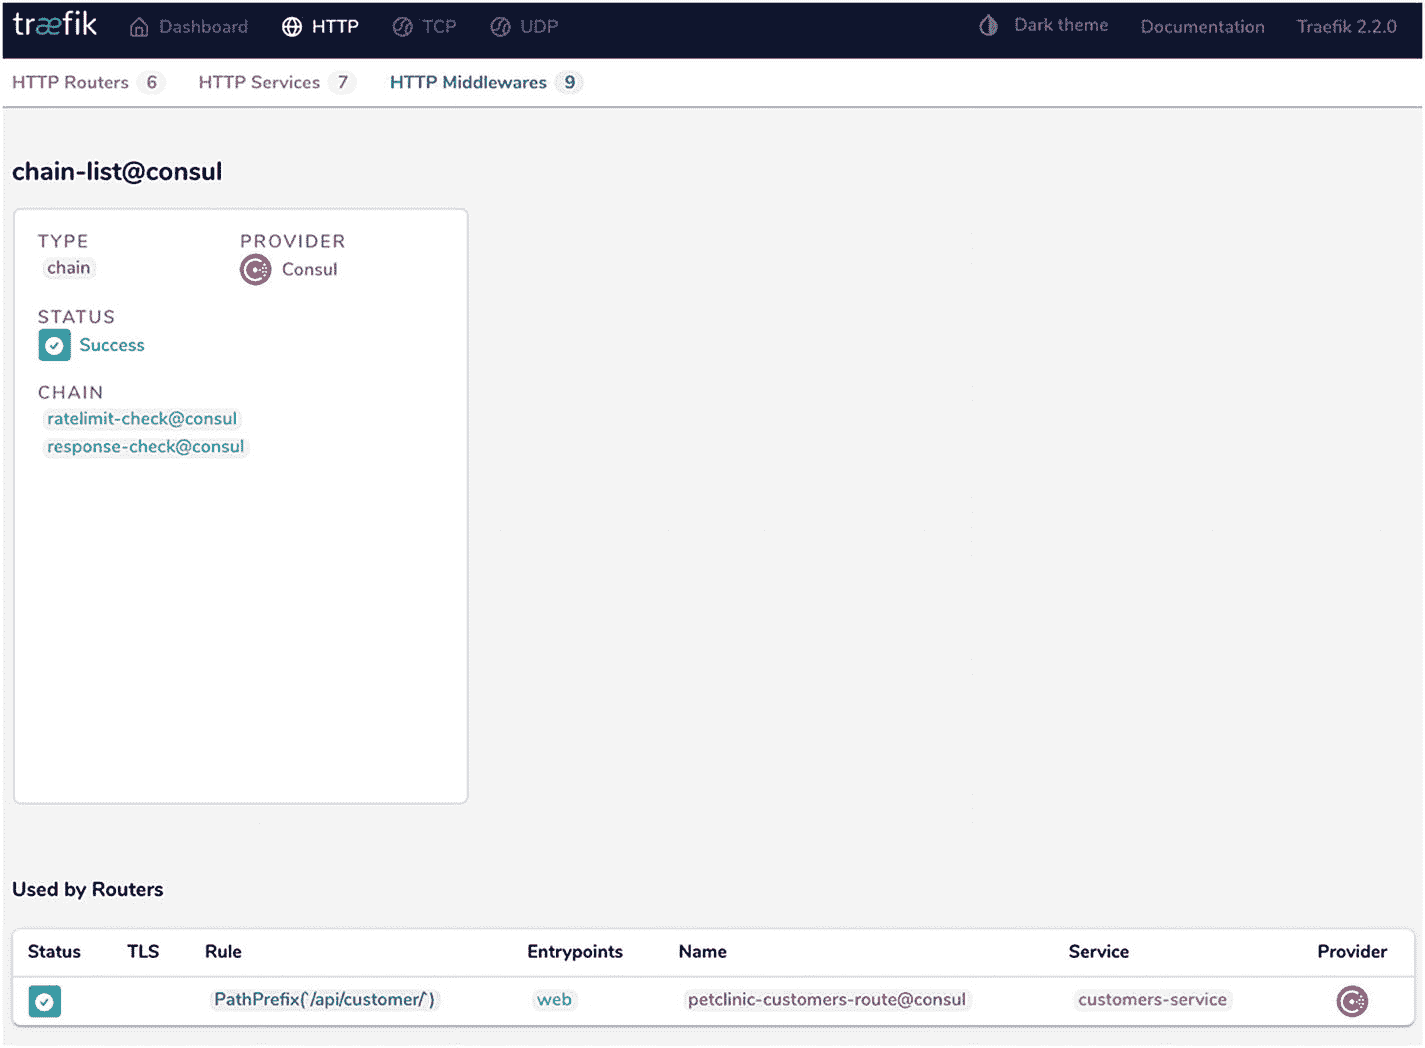 træfik Dashboard HTTP TCP UDP Dark theme Documentation Traefik 2.2.0
HTTP Routers 6 HTTP Services 7 HTTP Middlewares 9
chain-list@consul
TYPE PROVIDER
chain Consul
STATUS
Success
CHAIN
ratelimit-check@consul
response-check@consul
Used by Routers
Status TLS Rule Entrypoints Name Service Provider
PathPrefix(`/api/customer/`) web petclinic-customers-route@consul customers-service